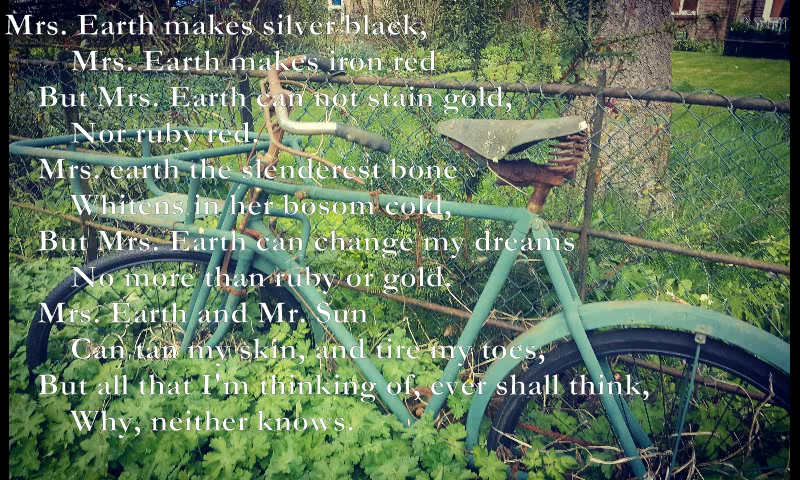 Mrs. Earth makes silver black,
Mrs. Earth makes iron red
But Mrs. Earth can not stain gold,
Nor ruby red.
Mrs. earth the slenderest bone
Whitens in her bosom cold,
But Mrs. Earth can change my dreams
No more than ruby or gold.
Mrs. Earth and Mr. Sun
Can tan my skin, and tire my toes,
But all that I'm thinking of, ever shall think,
Why, neither knows.